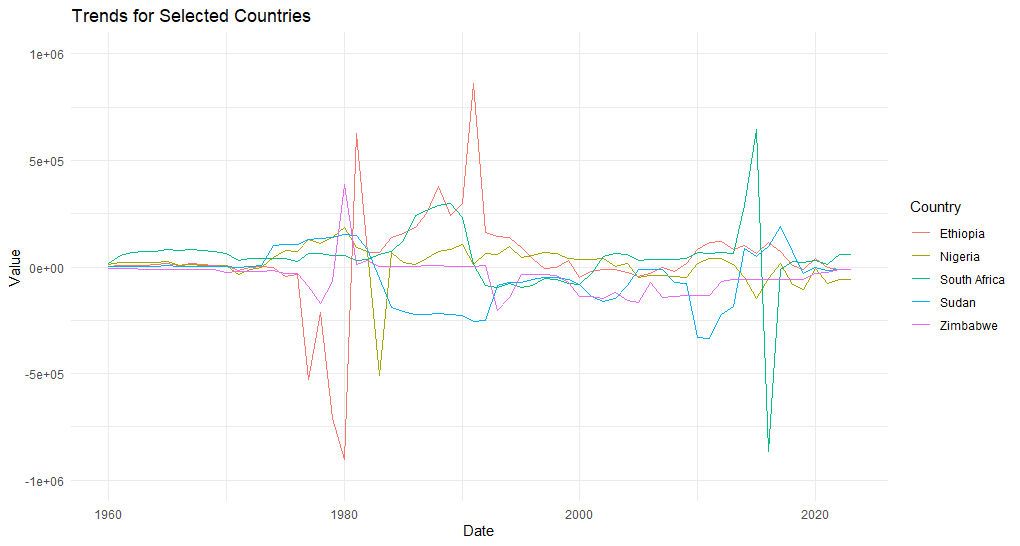 Trends for Selected Countries
1e+06
5e+05
0e+00
-5e+05
-1e+06
Value
1960
1980
2000
2020
Date
Country
Ethiopia
Nigeria
South Africa
Sudan
Zimbabwe